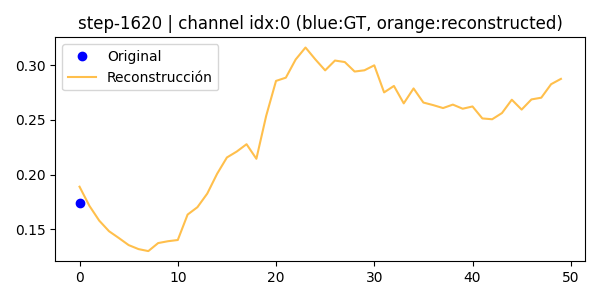 step-1620 | channel idx:0 (blue:GT, orange:reconstructed)
Original
Reconstrucción
0.30
0.25
0.20
0.15
0 10 20 30 40 50